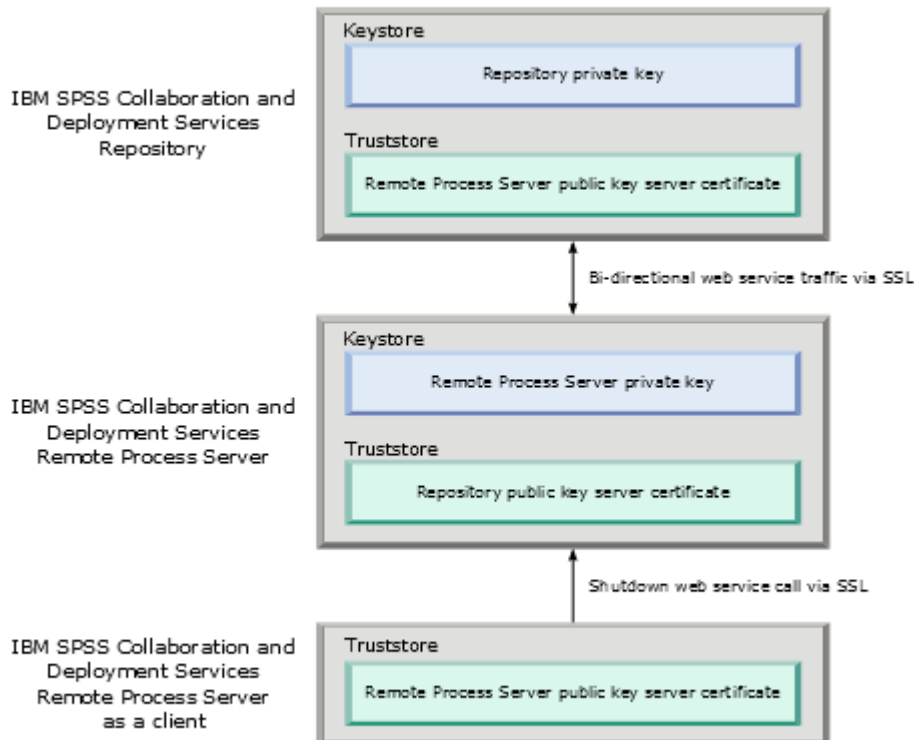 Keystore
Repository private key
IBM SPSS Collaboration and
Deployment Services
Repository
Truststore
Remote Process Server public key server certificate
Bi-directional web service traffic via SSL
Keystore
Remote Process Server private key
IBM SPSS Collaboration and
Deployment Services
Remote Process Server
Truststore
Repository public key server certificate
Shutdown web service call via SSL
IBM SPSS Collaboration and
Deployment Services
Remote Process Server
as a client
Truststore
Remote Process Server public key server certificate